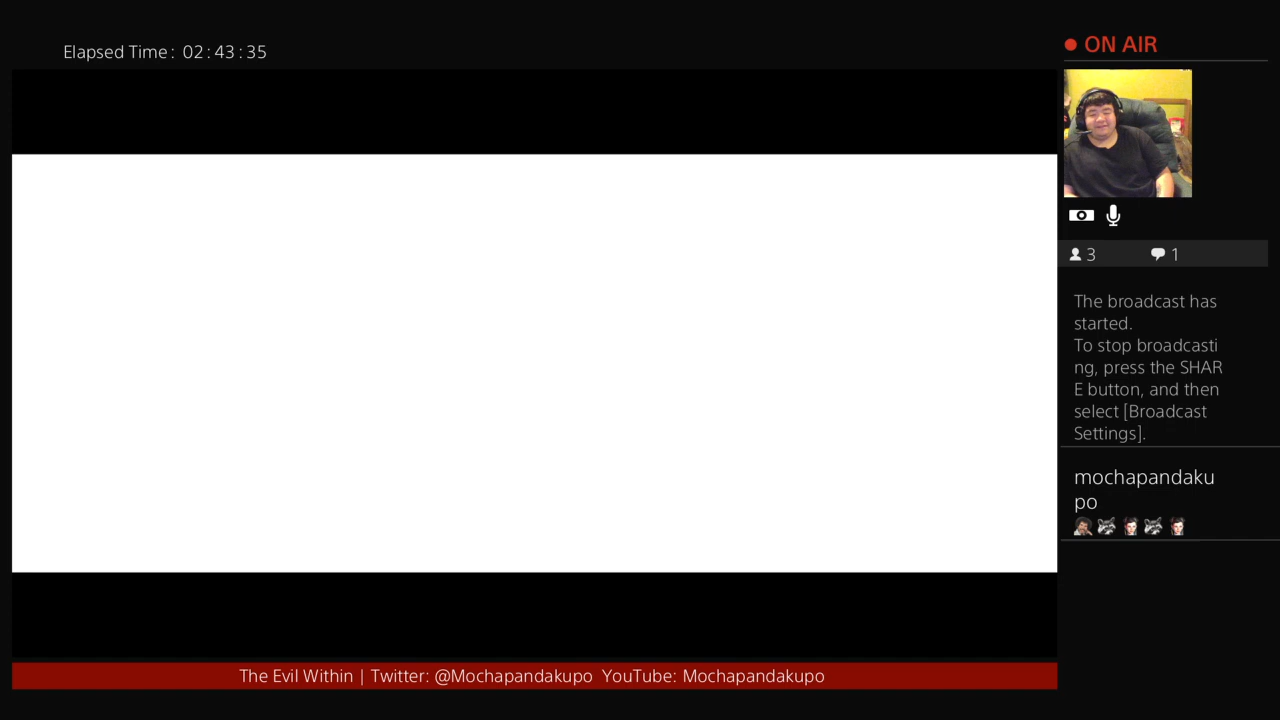 Elapsed Time: 02:43:35
ON AIR
3 1
The broadcast has
started.
To stop broadcasti
ng, press the SHAR
E button, and then
select [Broadcast
Settings].
mochapandaku
po
The Evil Within | Twitter: @Mochapandakupo YouTube: Mochapandakupo